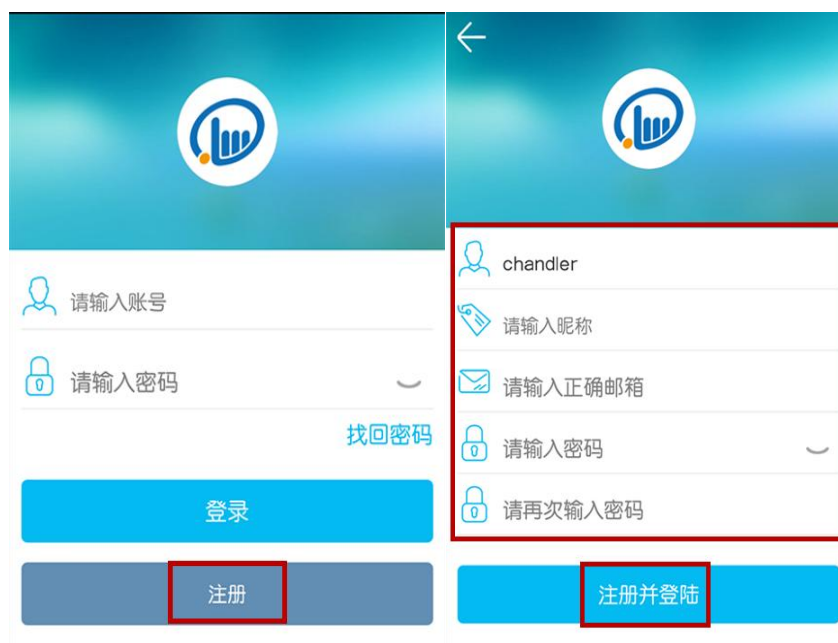 请输入账号
请输入密码
找回密码
登录
注册
chandler
请输入昵称
请输入正确邮箱
请输入密码
请再次输入密码
注册并登陆